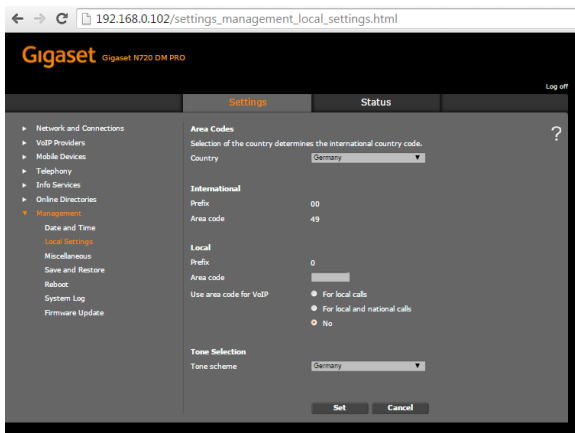 192.168.0.102/settings_management_local_settings.html
Gigaset Gigaset N720 DM PRO
Log off
Settings Status
Network and Connections
VoIP Providers
Mobile Devices
Telephony
Info Services
Online Directories
Management
Date and Time
Local Settings
Miscellaneous
Save and Restore
Reboot
System Log
Firmware Update
Area Codes
?
Selection of the country determines the international country code.
Country Germany
International
Prefix 00
Area code 49
Local
Prefix 0
Area code
Use area code for VoIP For local calls
For local and national calls
No
Tone Selection
Tone scheme Germany
Set Cancel